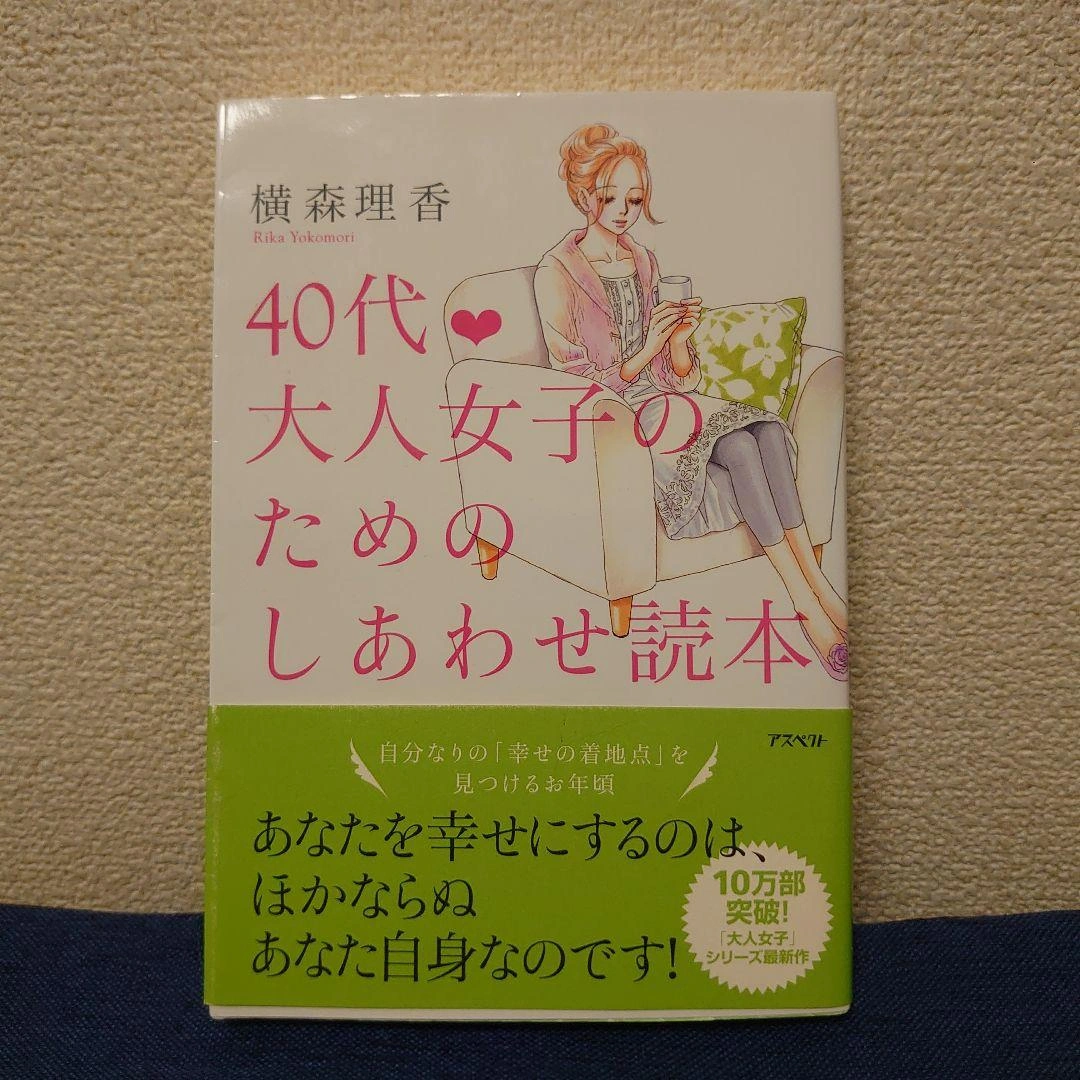 横森理香
Rika Yokomori
40代♥
大人女子の
ための
しあわせ読本
アスペクト
自分なりの「幸せの着地点」を
見つけるお年頃
あなたを幸せにするのは、
ほかならぬ
あなた自身なのです!
10万部
突破!
「大人女子」
シリーズ最新作